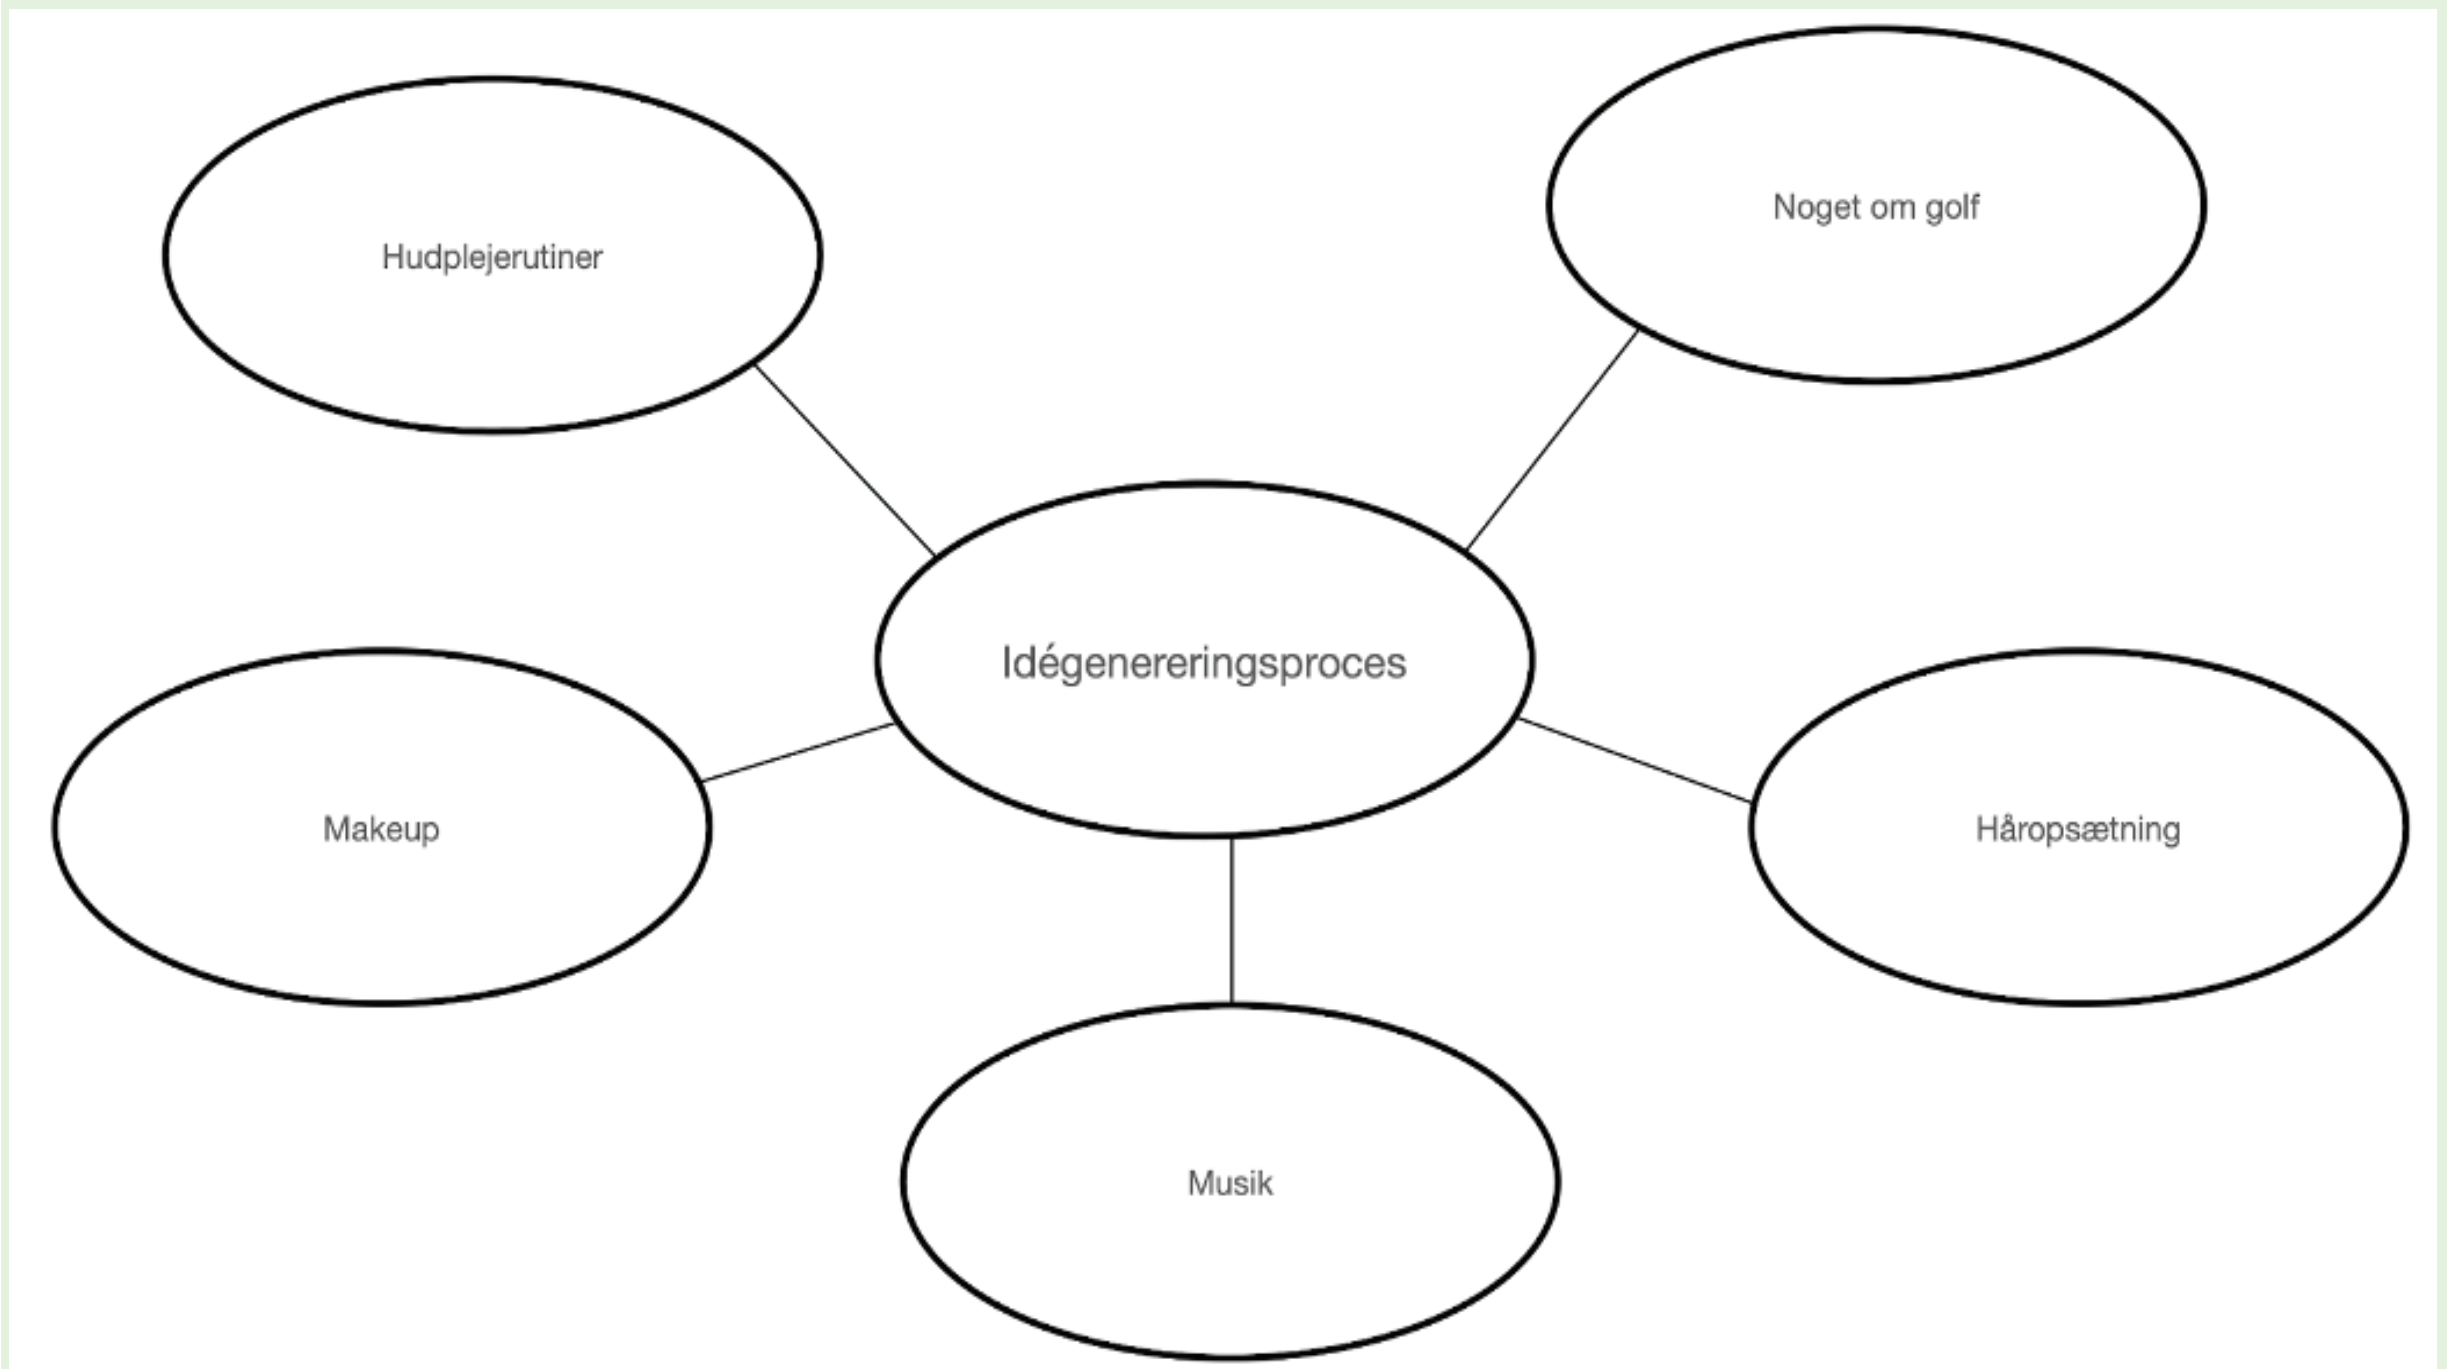 Noget om golf
Hudplejerutiner
Idégenereringsproces
Makeup
Håropsætning
Musik